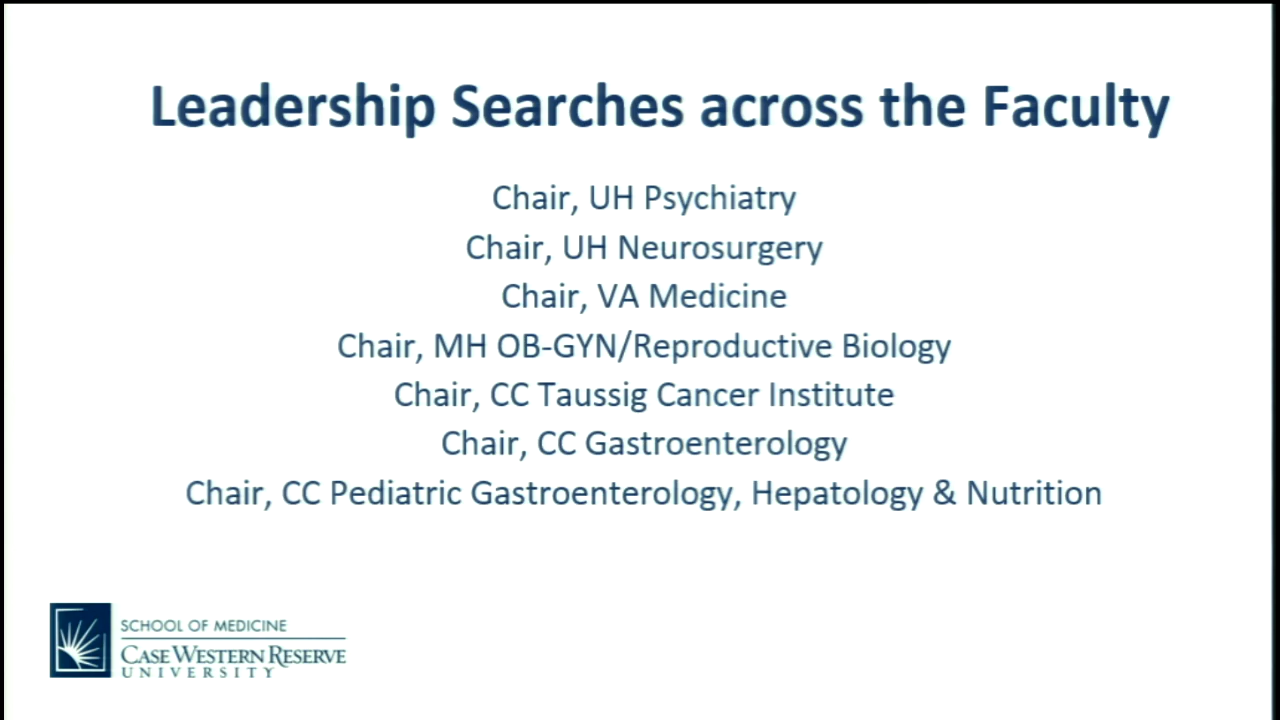 Leadership Searches across the Faculty
Chair, UH Psychiatry
Chair, UH Neurosurgery
Chair, VA Medicine
Chair, MH OB-GYN/Reproductive Biology
Chair, CC Taussig Cancer Institute
Chair, CC Gastroenterology
Chair, CC Pediatric Gastroenterology, Hepatology & Nutrition
SCHOOL OF MEDICINE
CASE WESTERN RESERVE
UNIVERSITY